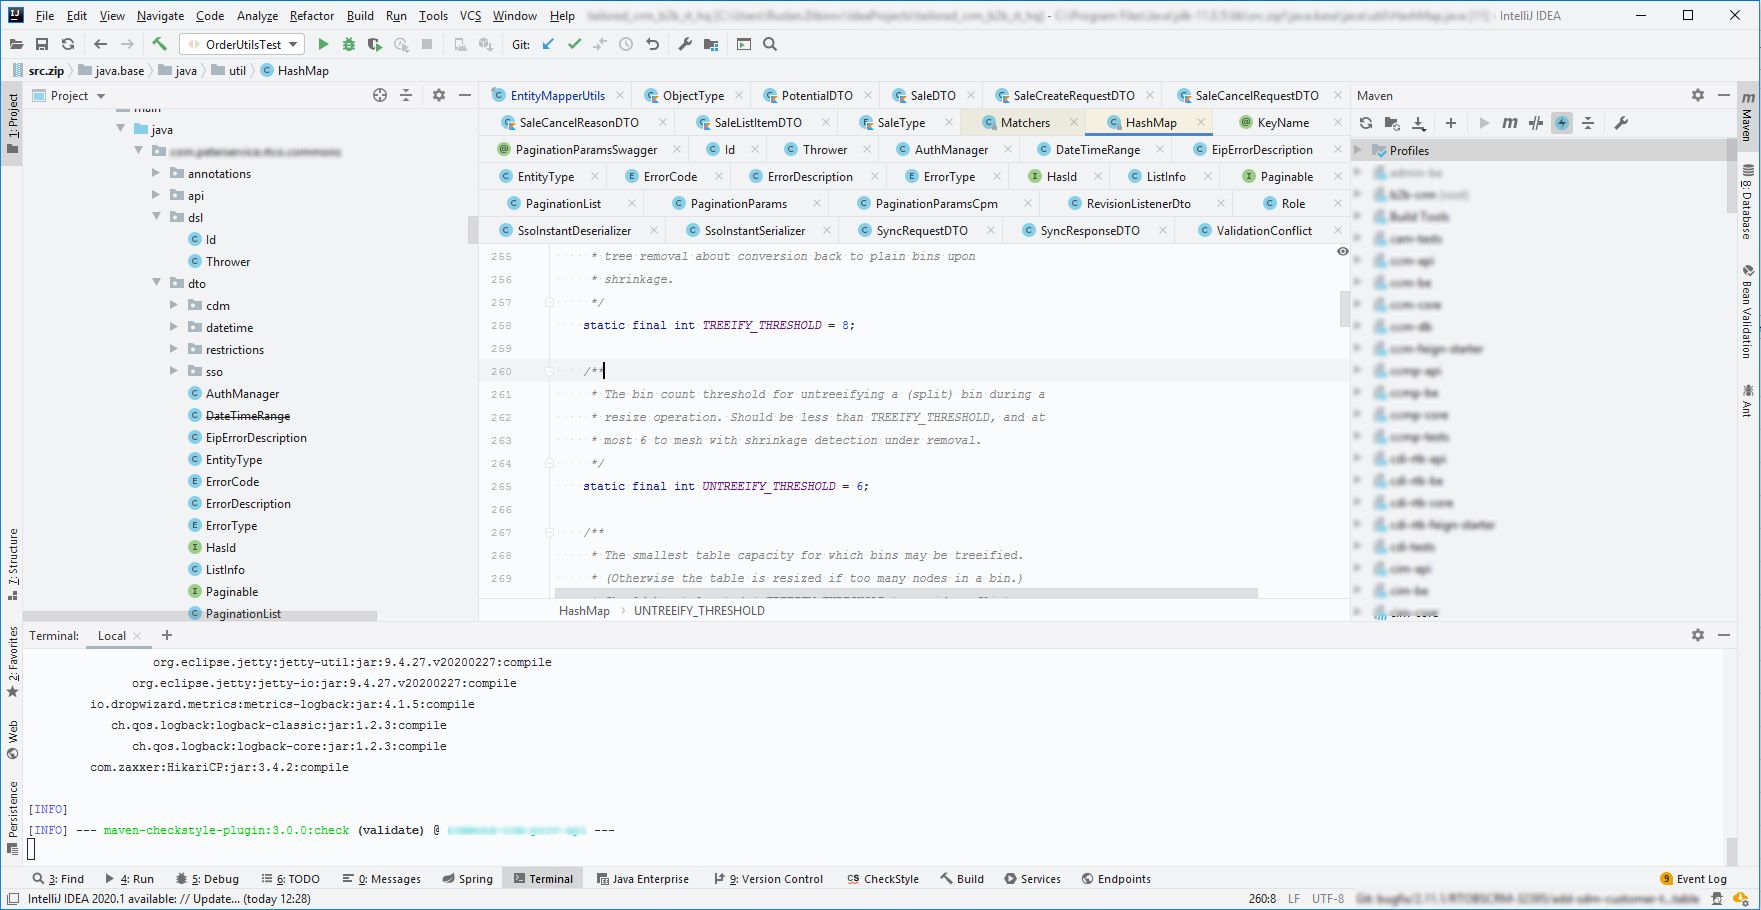 File Edit View Navigate Code Analyze Refactor Build Run Tools VCS Window Help - IntelliJ IDEA
OrderUtilsTest Git:
src.zip java.base java util HashMap
Project
main
java
annotations
api
dsl
Id
Thrower
dto
cdm
datetime
restrictions
sso
AuthManager
DateTimeRange
EipErrorDescription
EntityType
ErrorCode
ErrorDescription
ErrorType
HasId
ListInfo
Paginable
PaginationList
EntityMapperUtils ObjectType PotentialDTO SaleDTO SaleCreateRequestDTO SaleCancelRequestDTO
SaleCancelReasonDTO SaleListItemDTO SaleType Matchers HashMap KeyName
PaginationParamsSwagger Id Thrower AuthManager DateTimeRange EipErrorDescription
EntityType ErrorCode ErrorDescription ErrorType HasId ListInfo Paginable
PaginationList PaginationParams PaginationParamsCpm RevisionListenerDto Role
SsoInstantDeserializer SsoInstantSerializer SyncRequestDTO SyncResponseDTO ValidationConflict
255 * tree removal about conversion back to plain bins upon
256 * shrinkage.
257 */
258 static final int TREEIFY_THRESHOLD = 8;
259
260 /**
261 * The bin count threshold for untreeifying a (split) bin during a
262 * resize operation. Should be less than TREEIFY_THRESHOLD, and at
263 * most 6 to mesh with shrinkage detection under removal.
264 */
265 static final int UNTREEIFY_THRESHOLD = 6;
266
267 /**
268 * The smallest table capacity for which bins may be treeified.
269 * (Otherwise the table is resized if too many nodes in a bin.)
HashMap UNTREEIFY_THRESHOLD
Maven
Profiles
1: Project
7: Structure
2: Favorites
Web
Persistence
Maven
8: Database
Bean Validation
Ant
Terminal: Local +
org.eclipse.jetty:jetty-util:jar:9.4.27.v20200227:compile
org.eclipse.jetty:jetty-io:jar:9.4.27.v20200227:compile
io.dropwizard.metrics:metrics-logback:jar:4.1.5:compile
ch.qos.logback:logback-classic:jar:1.2.3:compile
ch.qos.logback:logback-core:jar:1.2.3:compile
com.zaxxer:HikariCP:jar:3.4.2:compile
[INFO]
[INFO] --- maven-checkstyle-plugin:3.0.0:check (validate) @ ---
3: Find 4: Run 5: Debug 6: TODO 0: Messages Spring Terminal Java Enterprise 9: Version Control CheckStyle Build Services Endpoints 9 Event Log
IntelliJ IDEA 2020.1 available: // Update... (today 12:28) 260:8 LF UTF-8